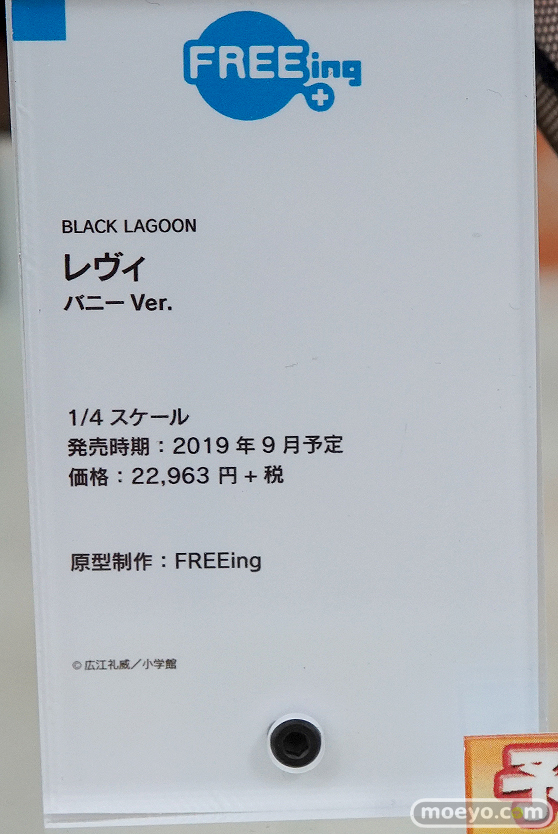 FREEing
BLACK LAGOON
レヴィ
バニー Ver.
1/4 スケール
発売時期：2019 年 9 月予定
価格：22,963 円 + 税
原型制作：FREEing
© 広江礼威／小学館
予
moeyo.com